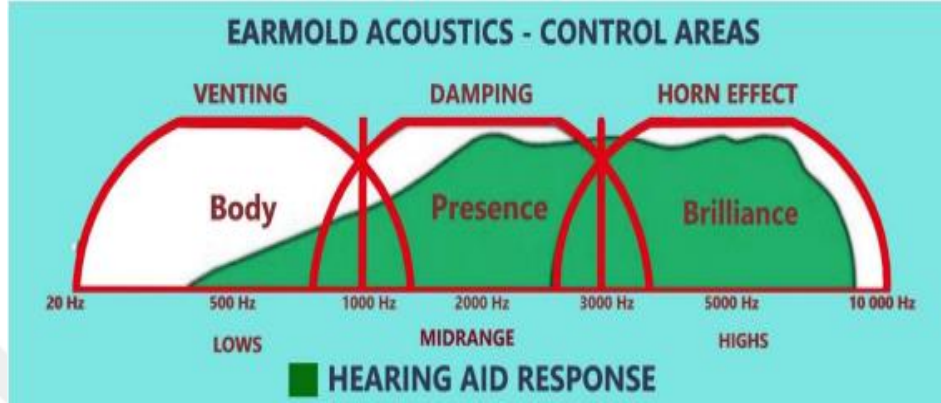 EARMOLD ACOUSTICS - CONTROL AREAS
VENTING DAMPING HORN EFFECT
Body Presence Brilliance
20 Hz 500 Hz 1000 Hz 2000 Hz 3000 Hz 5000 Hz 10 000 Hz
LOWS MIDRANGE HIGHS
HEARING AID RESPONSE